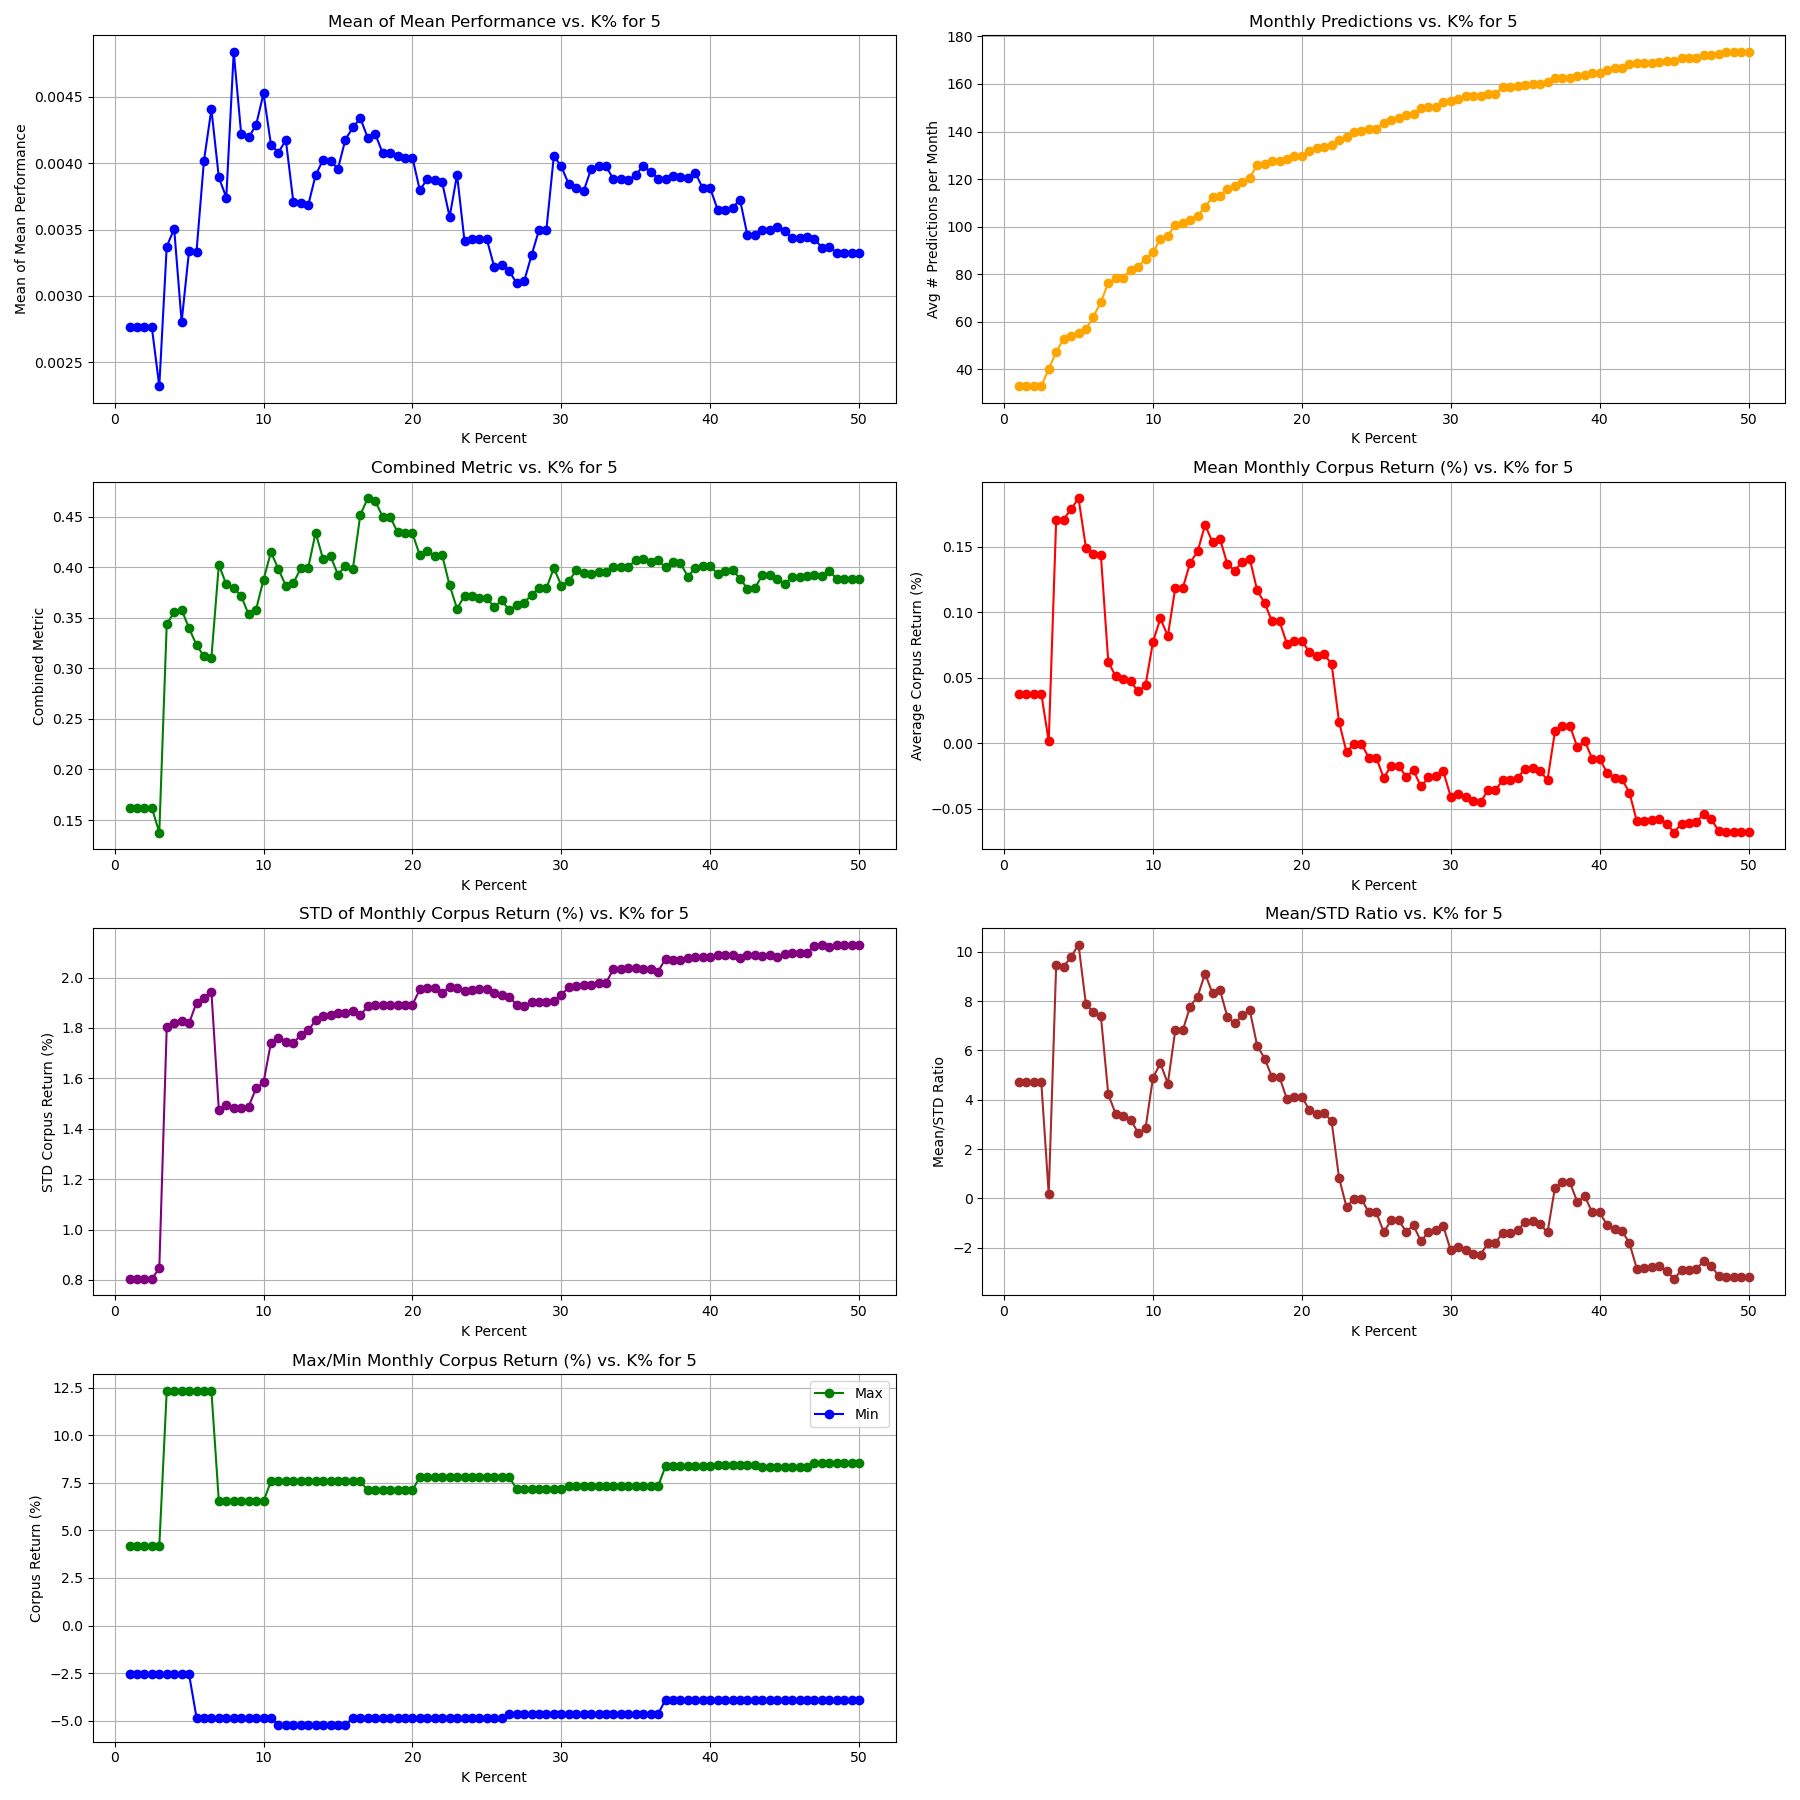 Mean of Mean Performance vs. K% for 5
Mean of Mean Performance
0.0045
0.0040
0.0035
0.0030
0.0025
0 10 20 30 40 50
K Percent
Monthly Predictions vs. K% for 5
Avg # Predictions per Month
180
160
140
120
100
80
60
40
0 10 20 30 40 50
K Percent
Combined Metric vs. K% for 5
Combined Metric
0.45
0.40
0.35
0.30
0.25
0.20
0.15
0 10 20 30 40 50
K Percent
Mean Monthly Corpus Return (%) vs. K% for 5
Average Corpus Return (%)
0.15
0.10
0.05
0.00
−0.05
0 10 20 30 40 50
K Percent
STD of Monthly Corpus Return (%) vs. K% for 5
STD Corpus Return (%)
2.0
1.8
1.6
1.4
1.2
1.0
0.8
0 10 20 30 40 50
K Percent
Mean/STD Ratio vs. K% for 5
Mean/STD Ratio
10
8
6
4
2
0
−2
0 10 20 30 40 50
K Percent
Max/Min Monthly Corpus Return (%) vs. K% for 5
Corpus Return (%)
12.5
10.0
7.5
5.0
2.5
0.0
−2.5
−5.0
Max
Min
0 10 20 30 40 50
K Percent